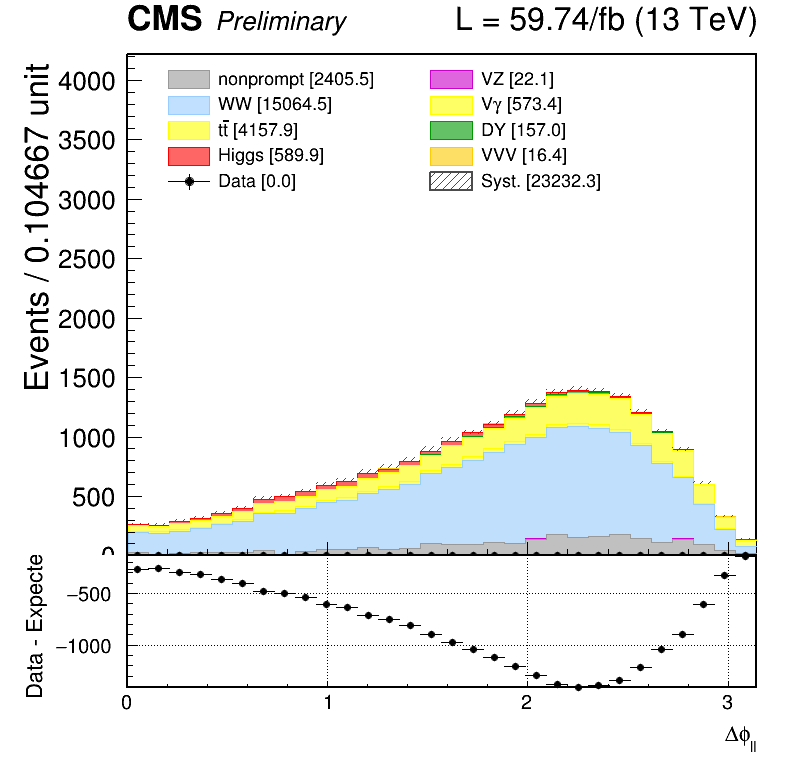 CMS Preliminary L = 59.74/fb (13 TeV)
Events / 0.104667 unit
4000
3500
3000
2500
2000
1500
1000
500
0
nonprompt [2405.5]
WW [15064.5]
tt̄ [4157.9]
Higgs [589.9]
Data [0.0]
VZ [22.1]
Vγ [573.4]
DY [157.0]
VVV [16.4]
Syst. [23232.3]
Data - Expecte
−500
−1000
0 1 2 3
Δϕ_ll